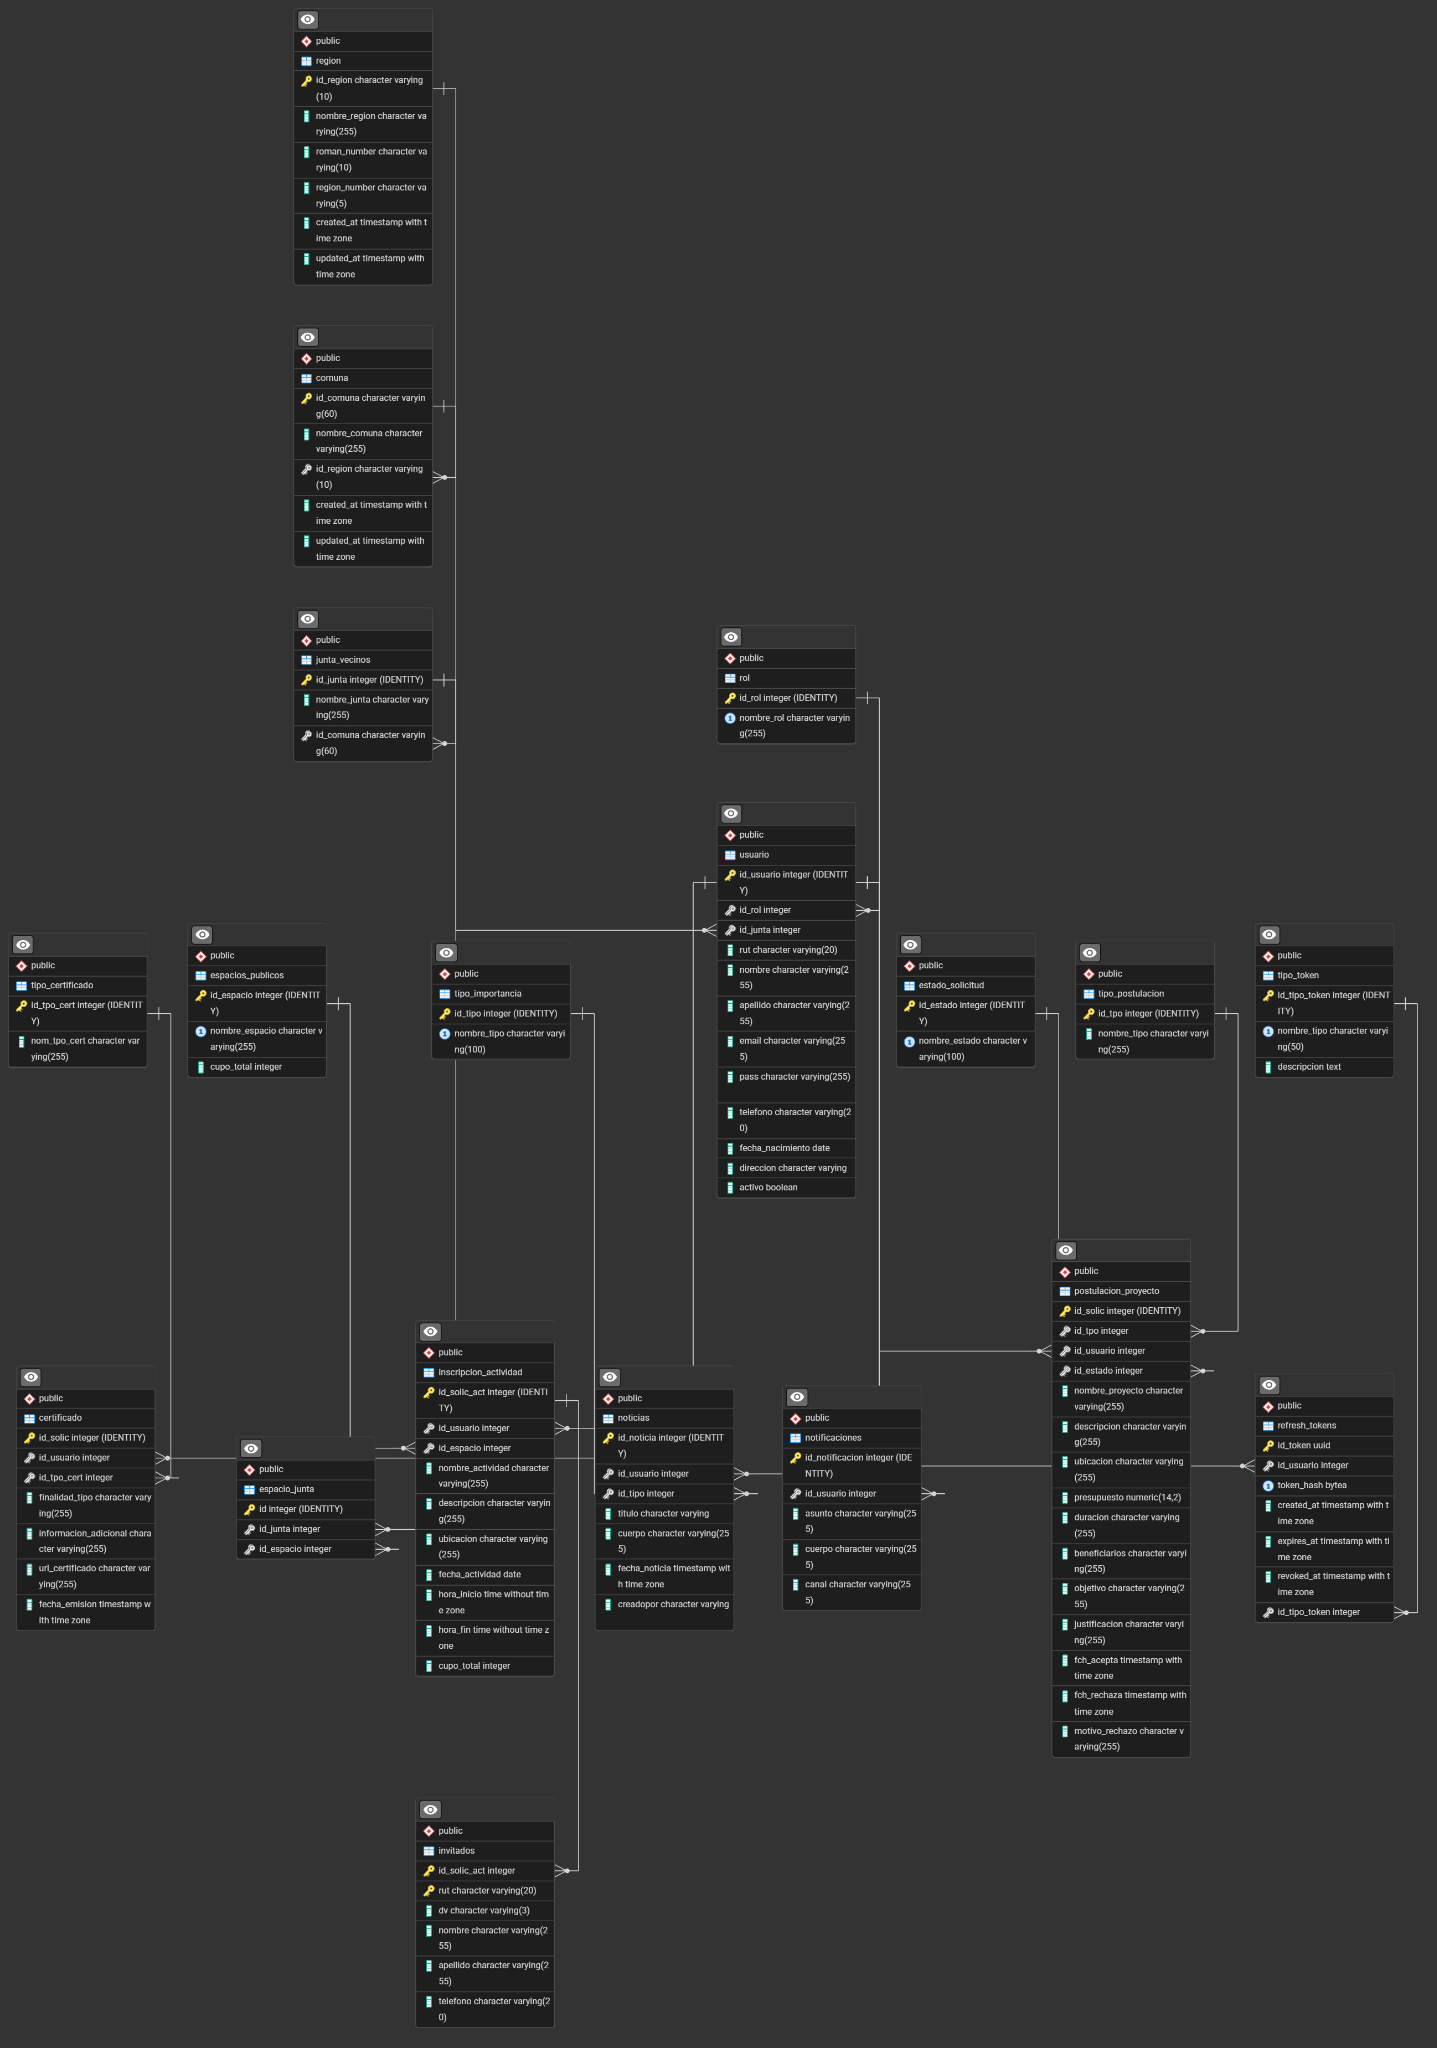 public
region
id_region character varying
(10)
nombre_region character va
rying(255)
roman_number character va
rying(10)
region_number character va
rying(5)
created_at timestamp with t
ime zone
updated_at timestamp with
time zone
public
comuna
id_comuna character varyin
g(60)
nombre_comuna character
varying(255)
id_region character varying
(10)
created_at timestamp with t
ime zone
updated_at timestamp with
time zone
public
junta_vecinos
id_junta integer (IDENTITY)
nombre_junta character vary
ing(255)
id_comuna character varyin
g(60)
public
rol
id_rol integer (IDENTITY)
nombre_rol character varyin
g(255)
public
usuario
id_usuario integer (IDENTIT
Y)
id_rol integer
id_junta integer
rut character varying(20)
nombre character varying(2
55)
apellido character varying(2
55)
email character varying(25
5)
pass character varying(255)
telefono character varying(2
0)
fecha_nacimiento date
direccion character varying
activo boolean
public
tipo_certificado
id_tpo_cert integer (IDENTIT
Y)
nom_tpo_cert character var
ying(255)
public
espacios_publicos
id_espacio integer (IDENTIT
Y)
nombre_espacio character v
arying(255)
cupo_total integer
public
tipo_importancia
id_tipo integer (IDENTITY)
nombre_tipo character varyi
ng(100)
public
estado_solicitud
id_estado integer (IDENTIT
Y)
nombre_estado character v
arying(100)
public
tipo_postulacion
id_tpo integer (IDENTITY)
nombre_tipo character varyi
ng(255)
public
tipo_token
id_tipo_token integer (IDENT
ITY)
nombre_tipo character varyi
ng(50)
descripcion text
public
certificado
id_solic integer (IDENTITY)
id_usuario integer
id_tpo_cert integer
finalidad_tipo character vary
ing(255)
informacion_adicional chara
cter varying(255)
url_certificado character var
ying(255)
fecha_emision timestamp w
ith time zone
public
espacio_junta
id integer (IDENTITY)
id_junta integer
id_espacio integer
public
inscripcion_actividad
id_solic_act integer (IDENTI
TY)
id_usuario integer
id_espacio integer
nombre_actividad character
varying(255)
descripcion character varyin
g(255)
ubicacion character varying
(255)
fecha_actividad date
hora_inicio time without tim
e zone
hora_fin time without time z
one
cupo_total integer
public
noticias
id_noticia integer (IDENTIT
Y)
id_usuario integer
id_tipo integer
titulo character varying
cuerpo character varying(25
5)
fecha_noticia timestamp wit
h time zone
creadopor character varying
public
notificaciones
id_notificacion integer (IDE
NTITY)
id_usuario integer
asunto character varying(25
5)
cuerpo character varying(25
5)
canal character varying(25
5)
public
postulacion_proyecto
id_solic integer (IDENTITY)
id_tpo integer
id_usuario integer
id_estado integer
nombre_proyecto character
varying(255)
descripcion character varyin
g(255)
ubicacion character varying
(255)
presupuesto numeric(14,2)
duracion character varying
(255)
beneficiarios character varyi
ng(255)
objetivo character varying(2
55)
justificacion character varyi
ng(255)
fch_acepta timestamp with
time zone
fch_rechaza timestamp with
time zone
motivo_rechazo character v
arying(255)
public
refresh_tokens
id_token uuid
id_usuario integer
token_hash bytea
created_at timestamp with t
ime zone
expires_at timestamp with ti
me zone
revoked_at timestamp with t
ime zone
id_tipo_token integer
public
invitados
id_solic_act integer
rut character varying(20)
dv character varying(3)
nombre character varying(2
55)
apellido character varying(2
55)
telefono character varying(2
0)